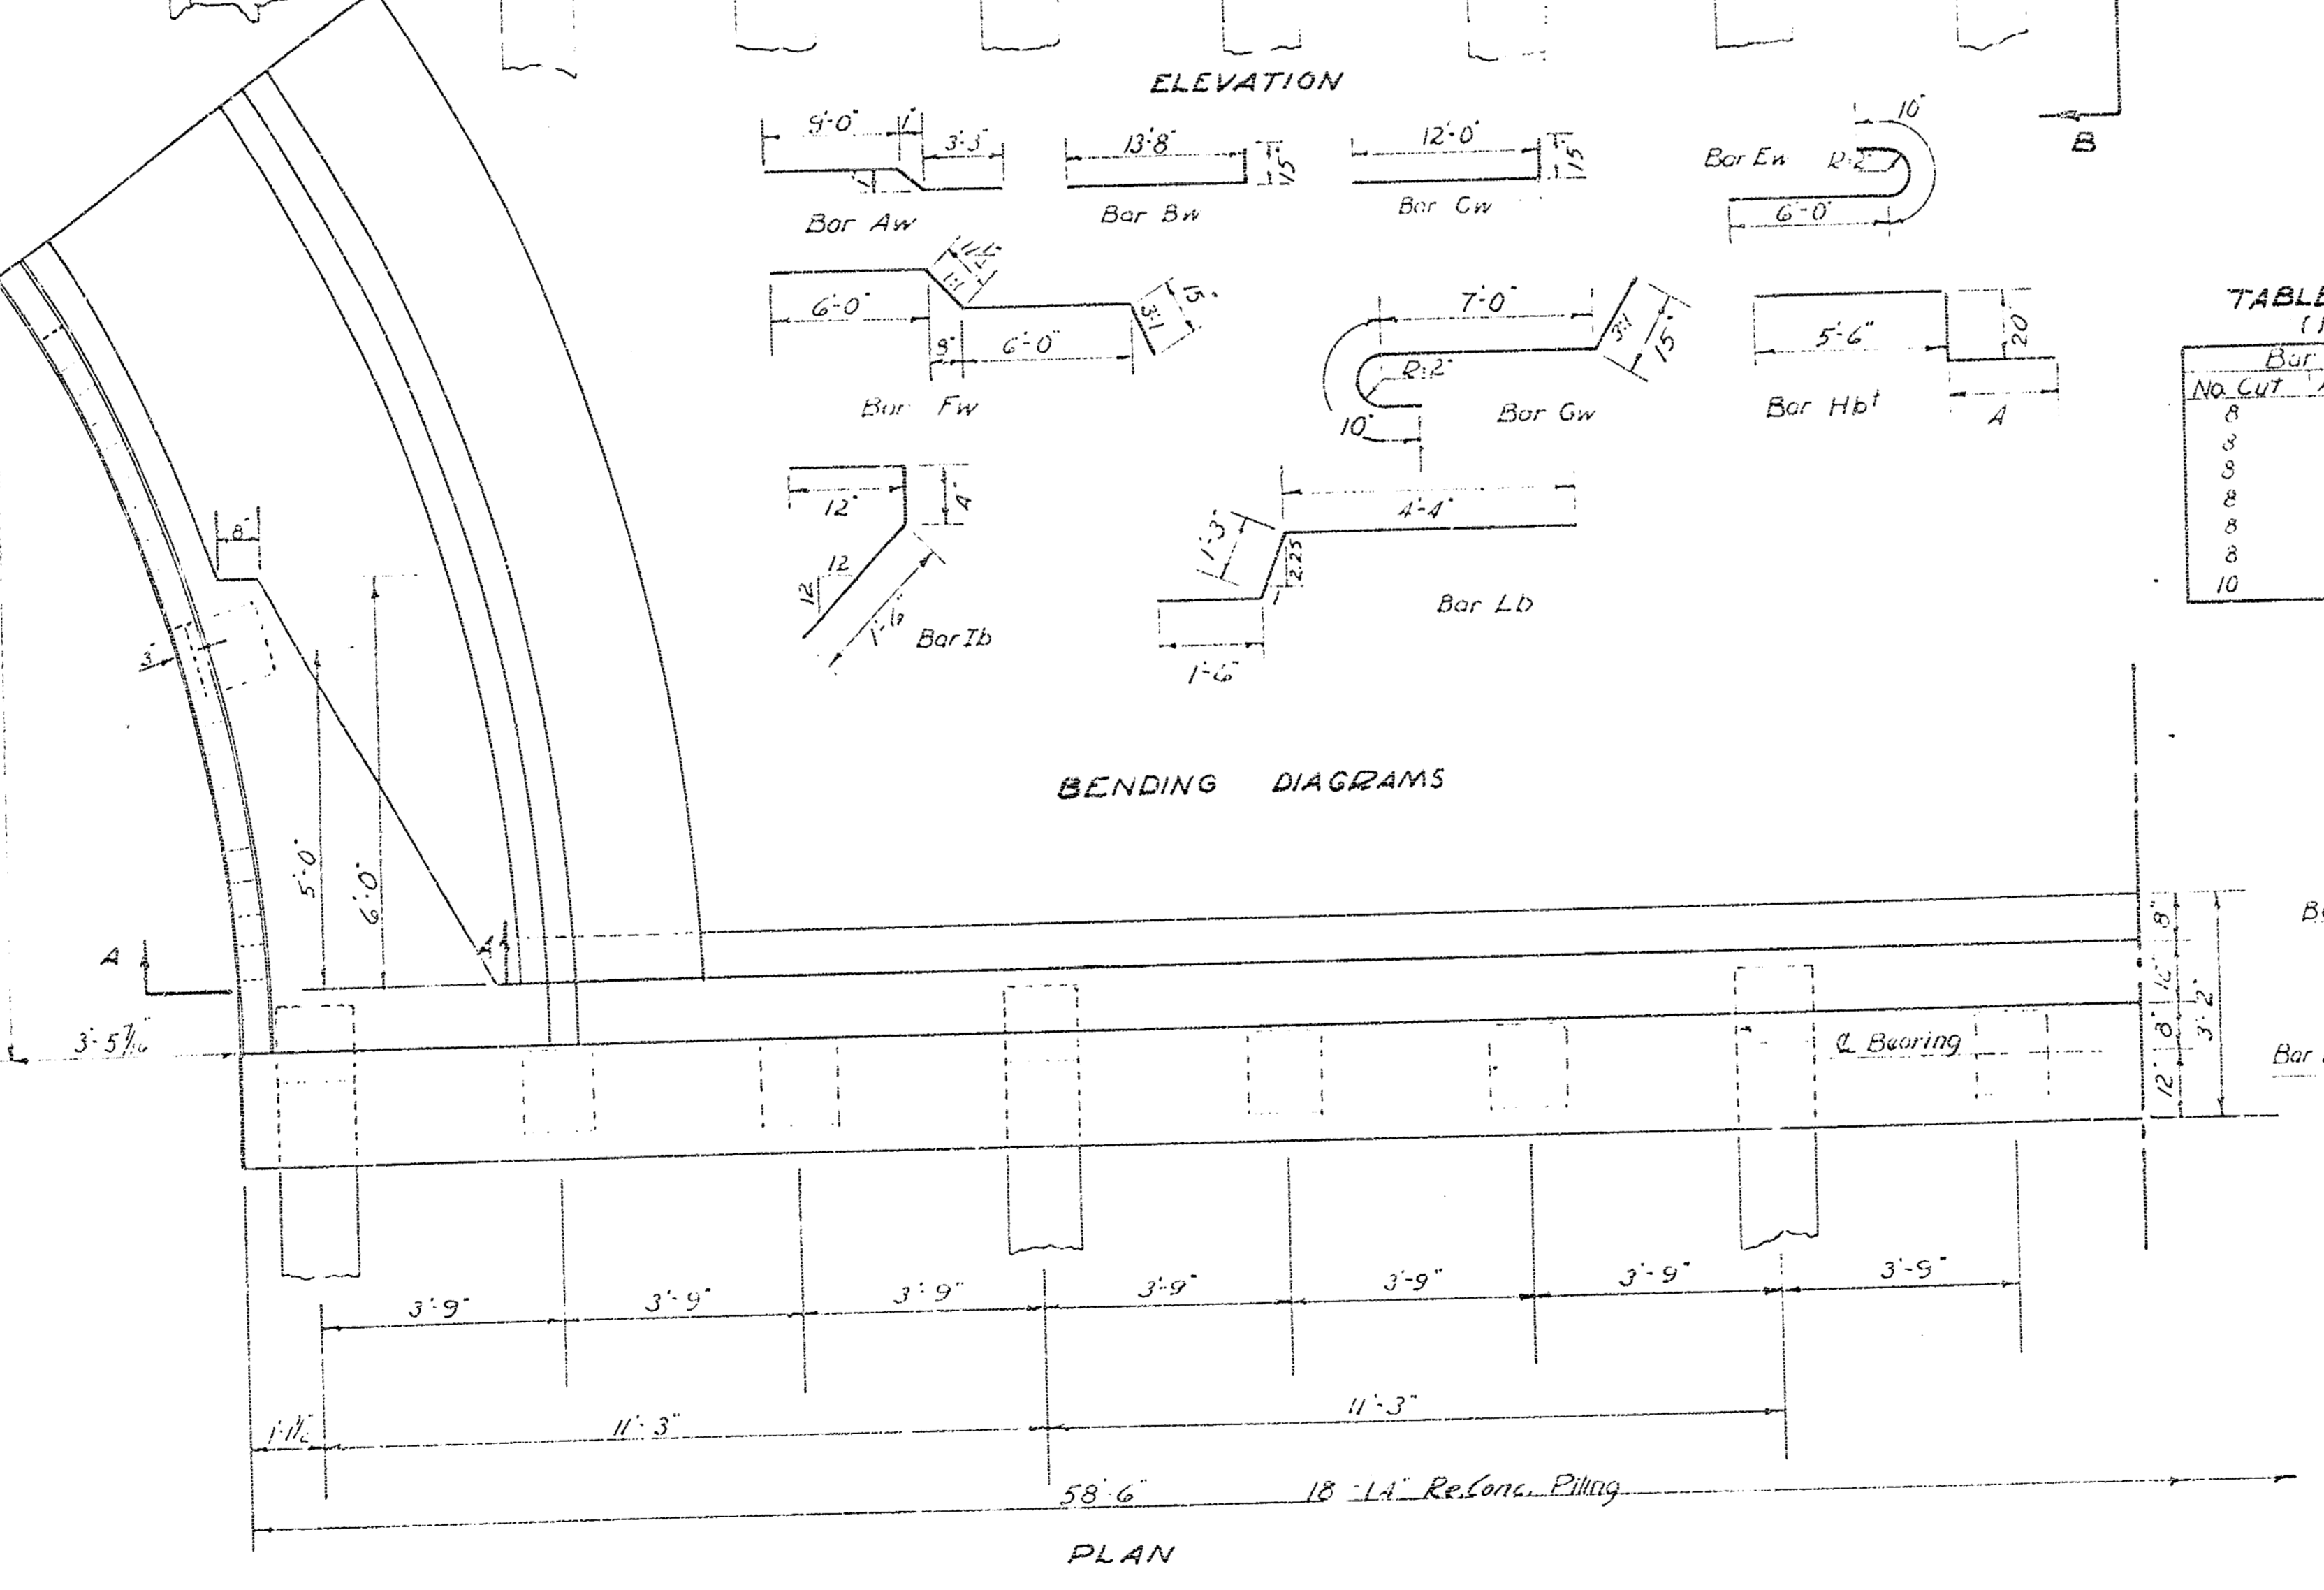 ELEVATION
9'-0" 1" 3'-3"
Bar Aw
13'-8" 15"
Bar Bw
12'-0" 15"
Bar Cw
10"
Bar Ew R=2"
6'-0"
B
6'-0" 1:1 8" 6'-0" 3:1 15"
Bar Fw
7'-0"
R=2" 3:1 15"
10"
Bar Gw
5'-6" 20"
Bar Hb† A
TABLE
Bar
No. Cut
8
8
8
8
8
8
10
12" 4"
12
12
1'-6"
Bar Ib
4'-4"
1'-3" 2.25
1
1'-6"
Bar Lb
8"
3"
5'-0" 6'-0"
BENDING DIAGRAMS
A
3'-5 7/16"
8"
8"
12"
3'-2"
℄ Bearing
Bar
3'-9" 3'-9" 3'-9" 3'-9" 3'-9" 3'-9" 3'-9"
1'-1½" 11'-3" 11'-3"
58'-6" 18-14" Re.Conc. Piling
PLAN